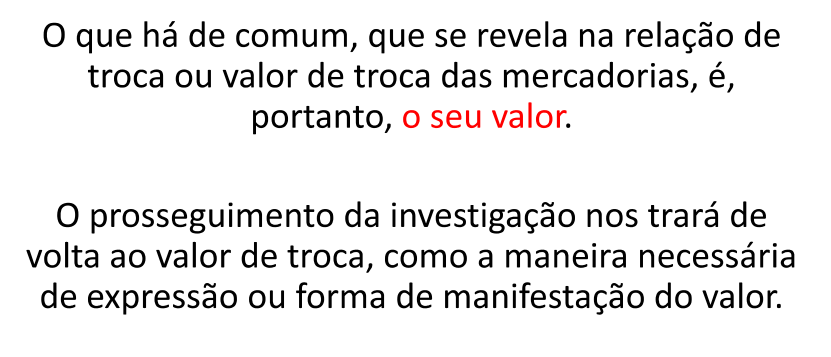 O que há de comum, que se revela na relação de
troca ou valor de troca das mercadorias, é,
portanto, o seu valor.
O prosseguimento da investigação nos trará de
volta ao valor de troca, como a maneira necessária
de expressão ou forma de manifestação do valor.